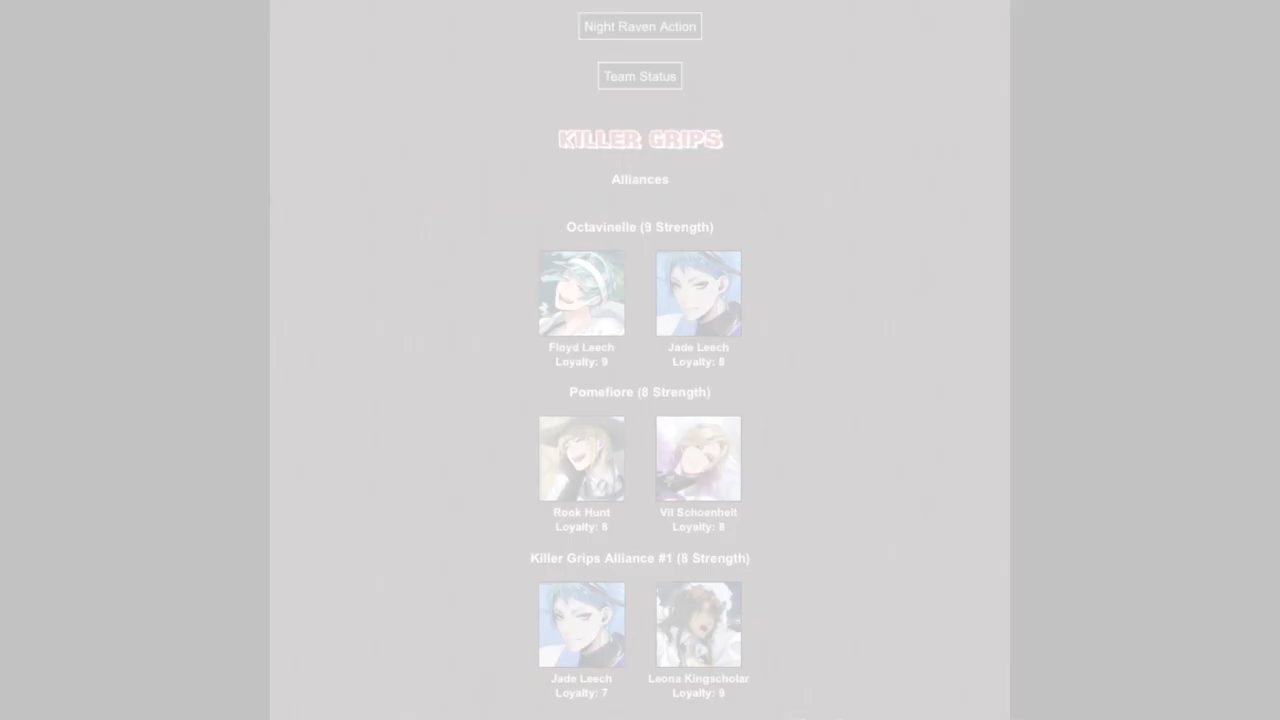 Night Raven Action
Team Status
KILLER GRIPS
Alliances
Octavinelle (9 Strength)
Floyd Leech Jade Leech
Loyalty: 9 Loyalty: 8
Pomefiore (8 Strength)
Rook Hunt Vil Schoenheit
Loyalty: 8 Loyalty: 8
Killer Grips Alliance #1 (8 Strength)
Jade Leech Leona Kingscholar
Loyalty: 7 Loyalty: 9